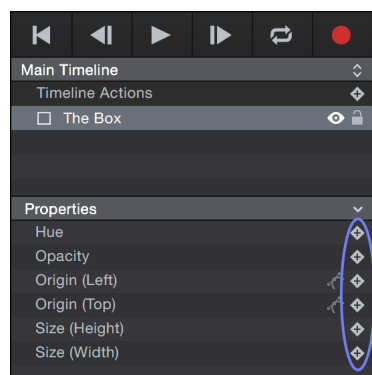 Main Timeline
Timeline Actions
The Box
Properties
Hue
Opacity
Origin (Left)
Origin (Top)
Size (Height)
Size (Width)